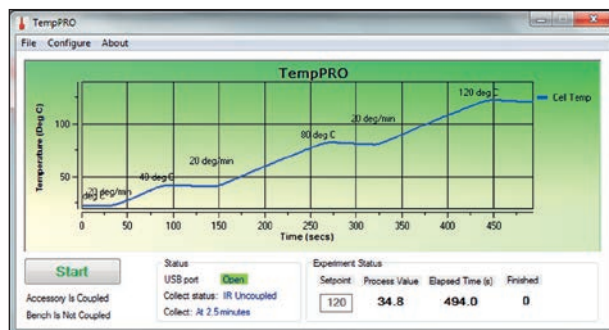 TempPRO
File Configure About
TempPRO
Temperature (Deg C)
100
50
deg C
20 deg/min
40 deg C
20 deg/min
80 deg C
20 deg/min
120 deg C
Cell Temp
0 50 100 150 200 250 300 350 400 450
Time (secs)
Start
Accessory Is Coupled
Bench Is Not Coupled
Status
USB port Open
Collect status: IR Uncoupled
Collect: At 2.5 minutes
Experiment Status
Setpoint Process Value Elapsed Time (s) Finished
120 34.8 494.0 0